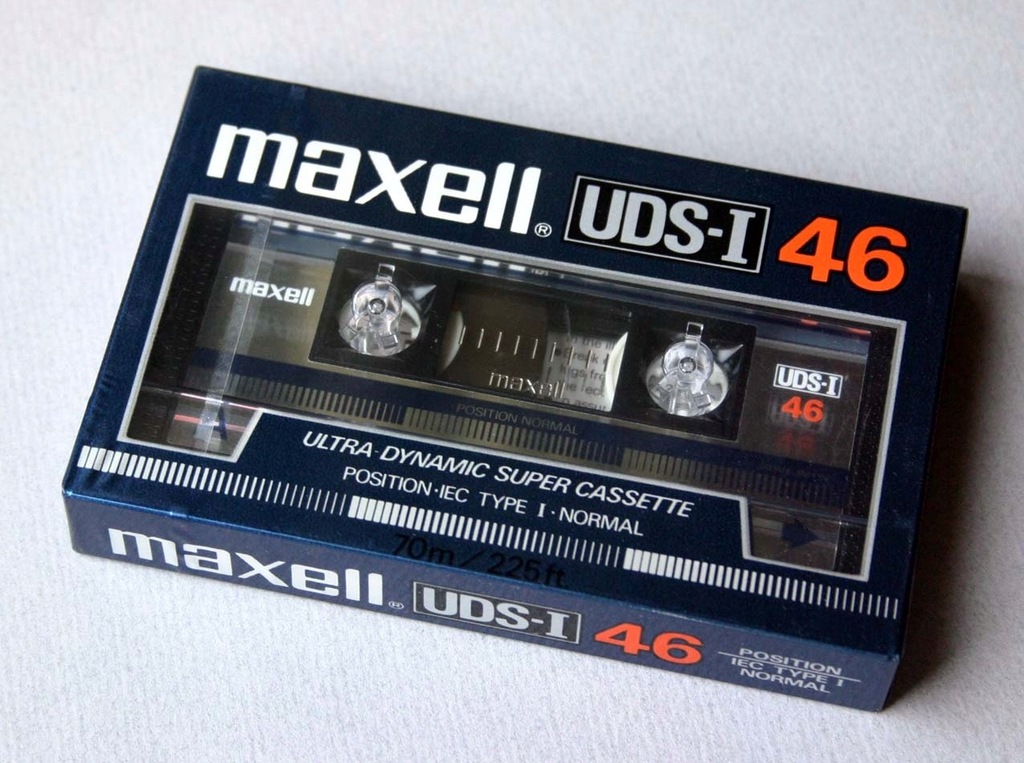 maxell® UDS-I 46
maxell
UDS-I
46
maxell
POSITION NORMAL
ULTRA·DYNAMIC SUPER CASSETTE
POSITION·IEC TYPE I·NORMAL
70m/225ft.
maxell® UDS-I 46
POSITION
IEC TYPE I
NORMAL